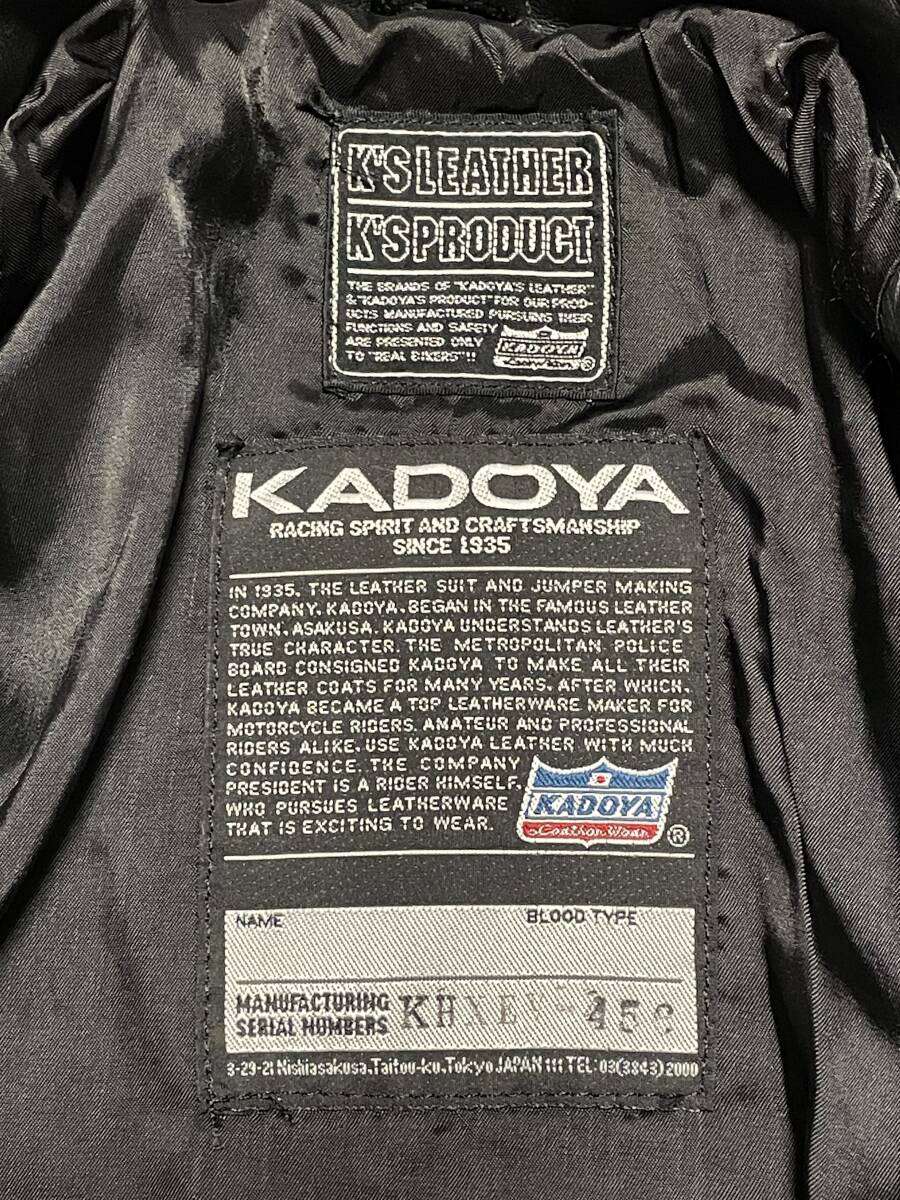 K'S LEATHER
K'S PRODUCT
THE BRANDS OF "KADOYA'S LEATHER"
& "KADOYA'S PRODUCT" FOR OUR PROD-
UCTS MANUFACTURED PURSUING THEIR
FUNCTIONS AND SAFETY
ARE PRESENTED ONLY
TO "REAL BIKERS"!!
KADOYA
®
KADOYA
RACING SPIRIT AND CRAFTSMANSHIP
SINCE 1935
IN 1935, THE LEATHER SUIT AND JUMPER MAKING
COMPANY, KADOYA, BEGAN IN THE FAMOUS LEATHER
TOWN, ASAKUSA. KADOYA UNDERSTANDS LEATHER'S
TRUE CHARACTER. THE METROPOLITAN POLICE
BOARD CONSIGNED KADOYA TO MAKE ALL THEIR
LEATHER COATS FOR MANY YEARS. AFTER WHICH,
KADOYA BECAME A TOP LEATHERWARE MAKER FOR
MOTORCYCLE RIDERS. AMATEUR AND PROFESSIONAL
RIDERS ALIKE, USE KADOYA LEATHER WITH MUCH
CONFIDENCE. THE COMPANY
PRESIDENT IS A RIDER HIMSELF,
WHO PURSUES LEATHERWARE
THAT IS EXCITING TO WEAR.
KADOYA
Leather Wear
®
NAME BLOOD TYPE
MANUFACTURING
SERIAL NUMBERS
3-29-21 Nishiasakusa, Taitou-ku, Tokyo JAPAN 111 TEL: 03(3843)2000